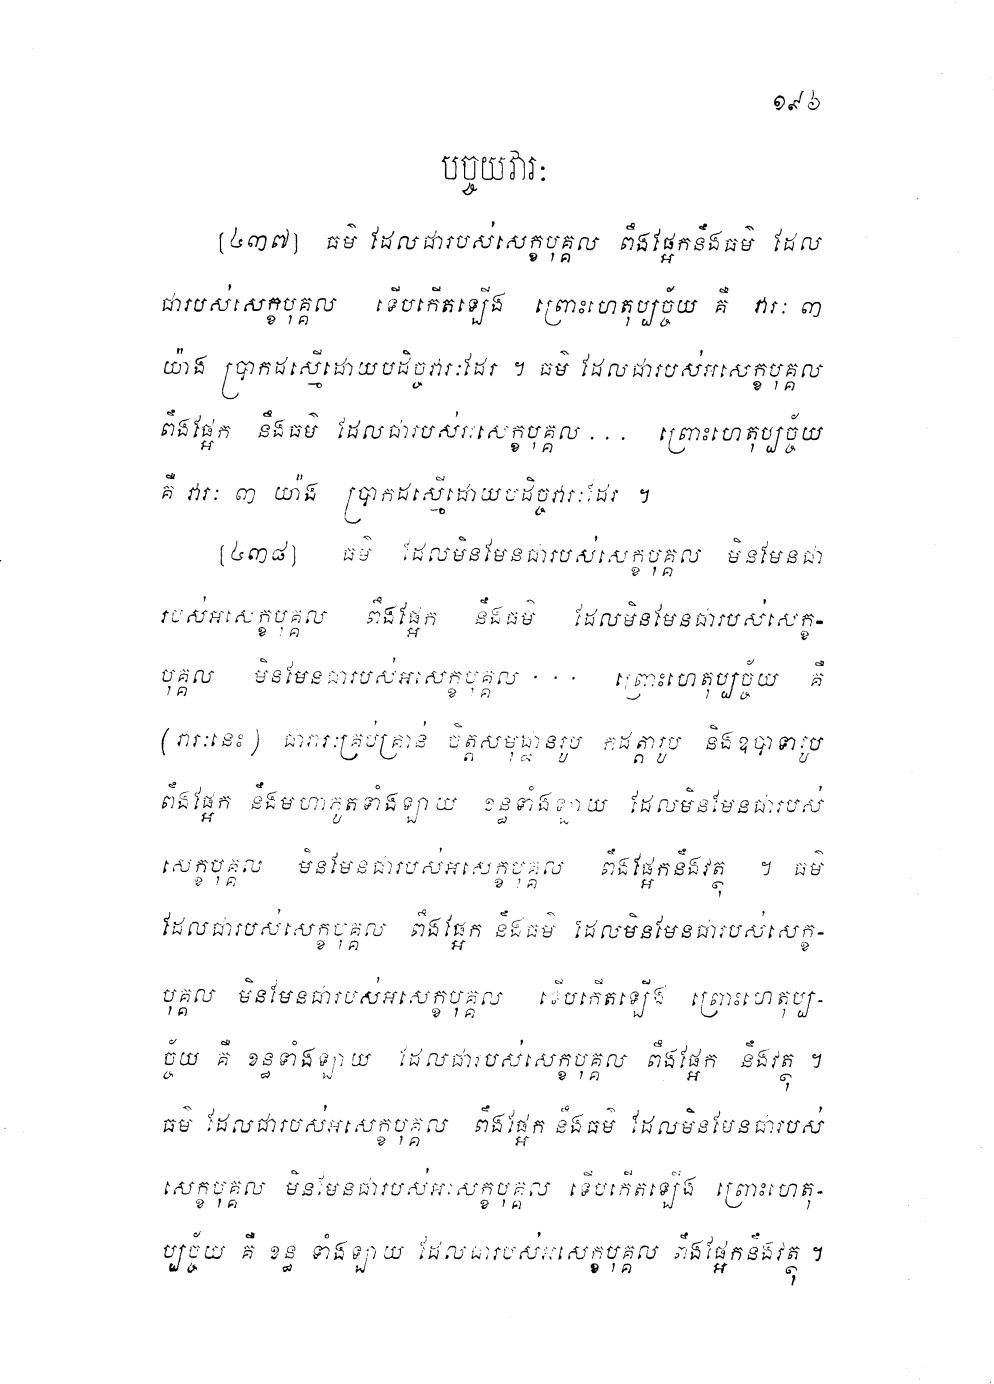 ១៩៦
បច្ចយវារៈ
[៤៣៧] ធម៌ ដែលជារបស់សេក្ខបុគ្គល ពឹងផ្អែកនឹងធម៌ ដែល
ជារបស់សេក្ខបុគ្គល ទើបកើតឡើង ព្រោះហេតុប្បច្ច័យ គឺ វារៈ ៣
យ៉ាង ប្រាកដស្មើដោយបដិច្ចវារៈដែរ ។ ធម៌ ដែលជារបស់អសេក្ខបុគ្គល
ពឹងផ្អែក នឹងធម៌ ដែលជារបស់អសេក្ខបុគ្គល ... ព្រោះហេតុប្បច្ច័យ
គឺ វារៈ ៣ យ៉ាង ប្រាកដស្មើដោយបដិច្ចវារៈដែរ ។
[៤៣៨] ធម៌ ដែលមិនមែនជារបស់សេក្ខបុគ្គល មិនមែនជា
របស់អសេក្ខបុគ្គល ពឹងផ្អែក នឹងធម៌ ដែលមិនមែនជារបស់សេក្ខ-
បុគ្គល មិនមែនជារបស់អសេក្ខបុគ្គល ... ព្រោះហេតុប្បច្ច័យ គឺ
(វារៈនេះ) ជាវារៈគ្រប់គ្រាន់ ចិត្តសមុដ្ឋានរូប កដត្តារូប និងឧបាទារូប
ពឹងផ្អែក នឹងមហាភូតទាំងឡាយ ខន្ធទាំងឡាយ ដែលមិនមែនជារបស់
សេក្ខបុគ្គល មិនមែនជារបស់អសេក្ខបុគ្គល ពឹងផ្អែកនឹងវត្ថុ ។ ធម៌
ដែលជារបស់សេក្ខបុគ្គល ពឹងផ្អែក នឹងធម៌ ដែលមិនមែនជារបស់សេក្ខ-
បុគ្គល មិនមែនជារបស់អសេក្ខបុគ្គល ទើបកើតឡើង ព្រោះហេតុប្ប-
ច្ច័យ គឺ ខន្ធទាំងឡាយ ដែលជារបស់សេក្ខបុគ្គល ពឹងផ្អែក នឹងវត្ថុ ។
ធម៌ ដែលជារបស់អសេក្ខបុគ្គល ពឹងផ្អែក នឹងធម៌ ដែលមិនមែនជារបស់
សេក្ខបុគ្គល មិនមែនជារបស់អសេក្ខបុគ្គល ទើបកើតឡើង ព្រោះហេតុ-
ប្បច្ច័យ គឺ ខន្ធ ទាំងឡាយ ដែលជារបស់អសេក្ខបុគ្គល ពឹងផ្អែកនឹងវត្ថុ ។